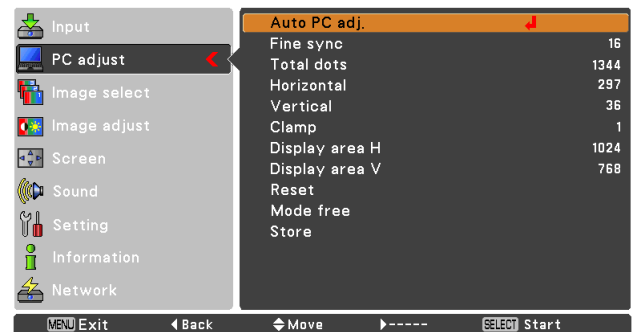 Input
PC adjust
Image select
Image adjust
Screen
Sound
Setting
Information
Network
Auto PC adj.
Fine sync 16
Total dots 1344
Horizontal 297
Vertical 36
Clamp 1
Display area H 1024
Display area V 768
Reset
Mode free
Store
MENU Exit Back Move ----- SELECT Start